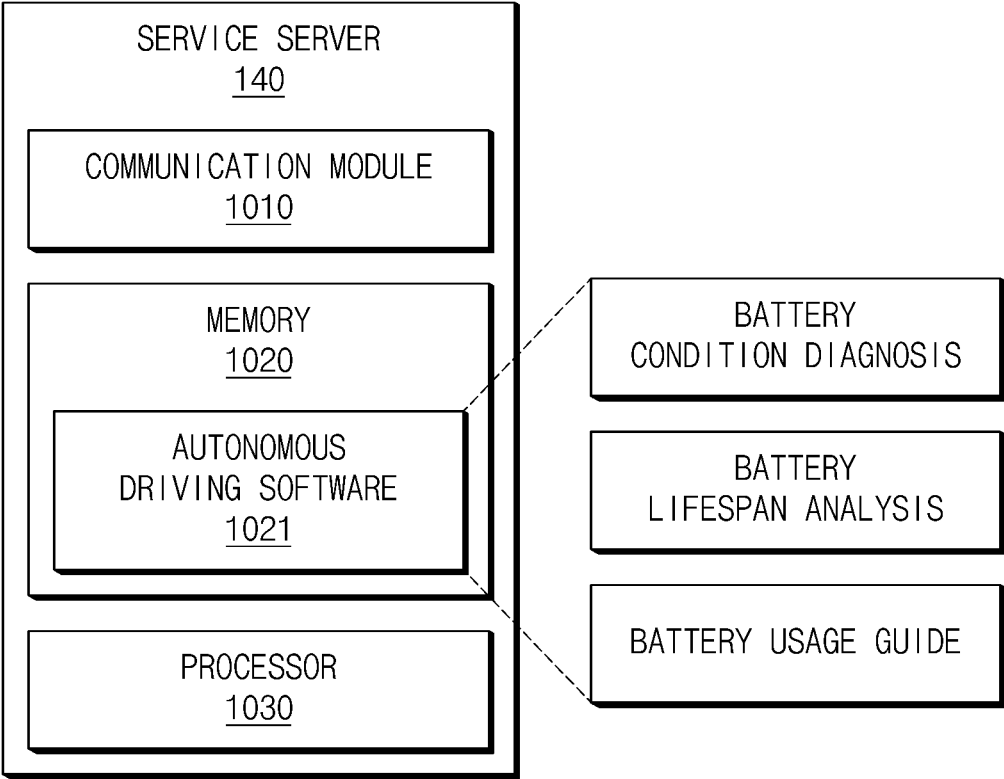 SERVICE SERVER
140
COMMUNICATION MODULE
1010
MEMORY
1020
AUTONOMOUS
DRIVING SOFTWARE
1021
PROCESSOR
1030
BATTERY
CONDITION DIAGNOSIS
BATTERY
LIFESPAN ANALYSIS
BATTERY USAGE GUIDE